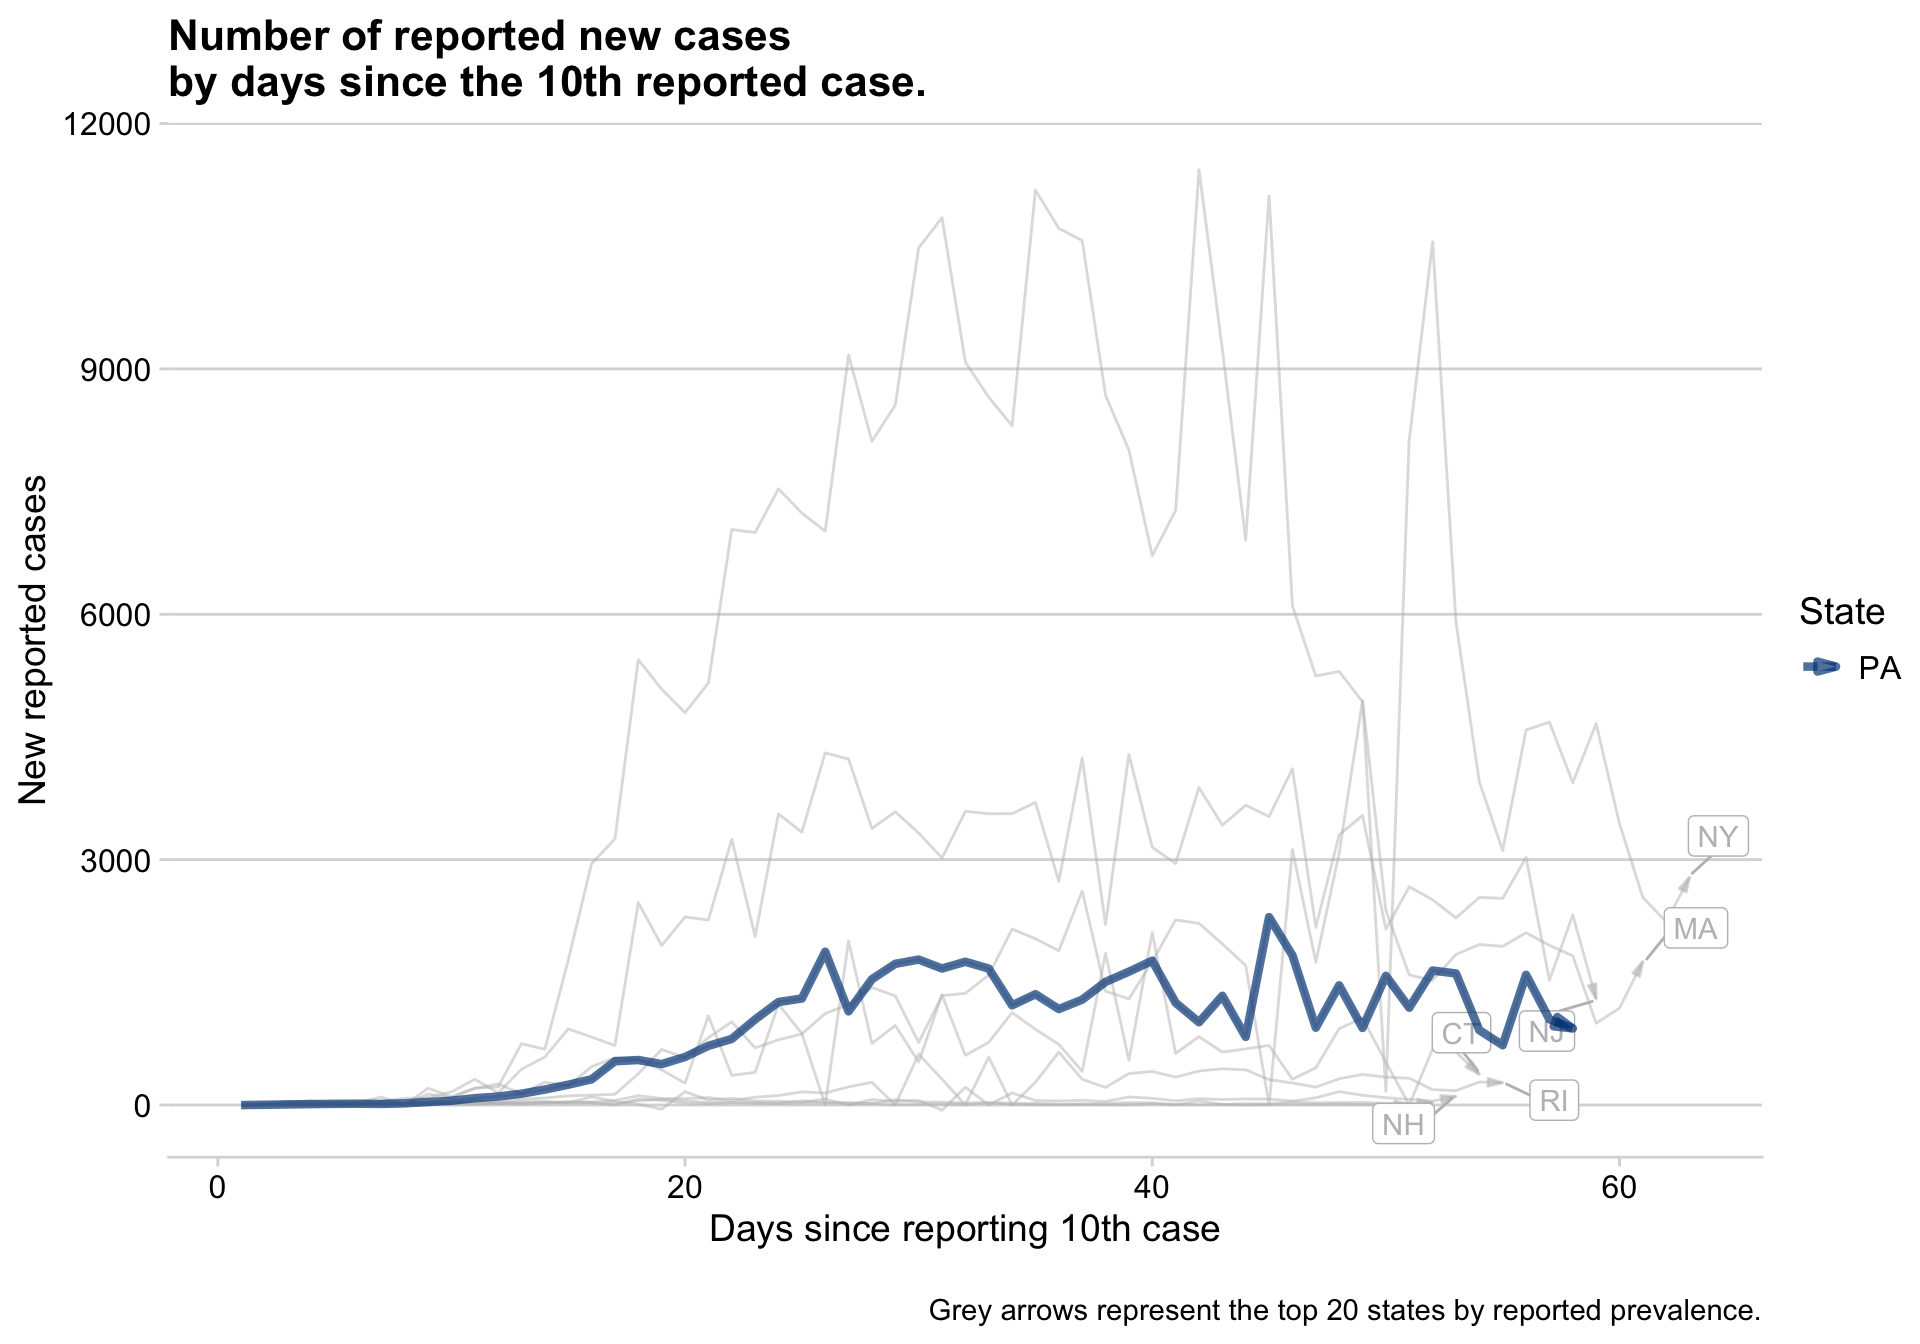 Number of reported new cases
by days since the 10th reported case.
12000
9000
6000
3000
0
New reported cases
NY
MA
CT
NJ
RI
NH
State
PA
0
20
40
60
Days since reporting 10th case
Grey arrows represent the top 20 states by reported prevalence.